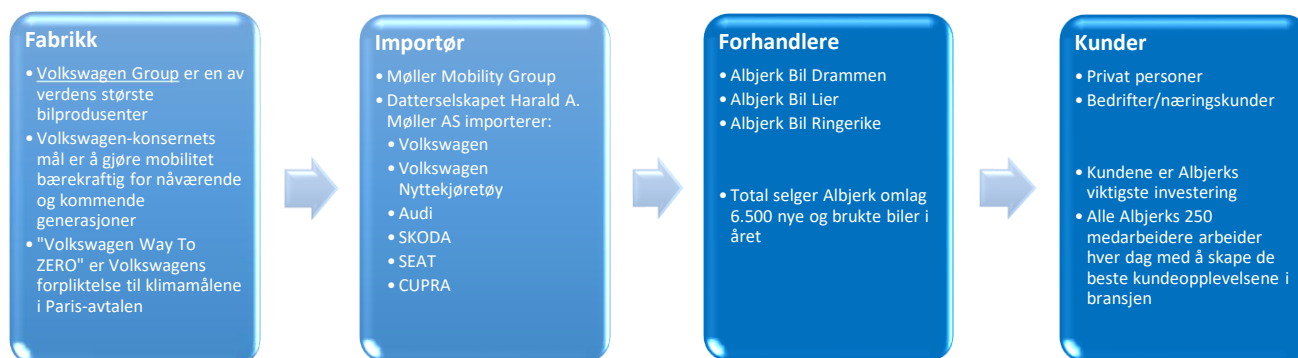 Fabrikk
• Volkswagen Group er en av
verdens største
bilprodusenter
• Volkswagen-konsernets
mål er å gjøre mobilitet
bærekraftig for nåværende
og kommende
generasjoner
• "Volkswagen Way To
ZERO" er Volkswagens
forpliktelse til klimamålene
i Paris-avtalen
Importør
• Møller Mobility Group
• Datterselskapet Harald A.
Møller AS importerer:
• Volkswagen
• Volkswagen
Nyttekjøretøy
• Audi
• SKODA
• SEAT
• CUPRA
Forhandlere
• Albjerk Bil Drammen
• Albjerk Bil Lier
• Albjerk Bil Ringerike
• Total selger Albjerk omlag
6.500 nye og brukte biler i
året
Kunder
• Privat personer
• Bedrifter/næringskunder
• Kundene er Albjerks
viktigste investering
• Alle Albjerks 250
medarbeidere arbeider
hver dag med å skape de
beste kundeopplevelsene i
bransjen